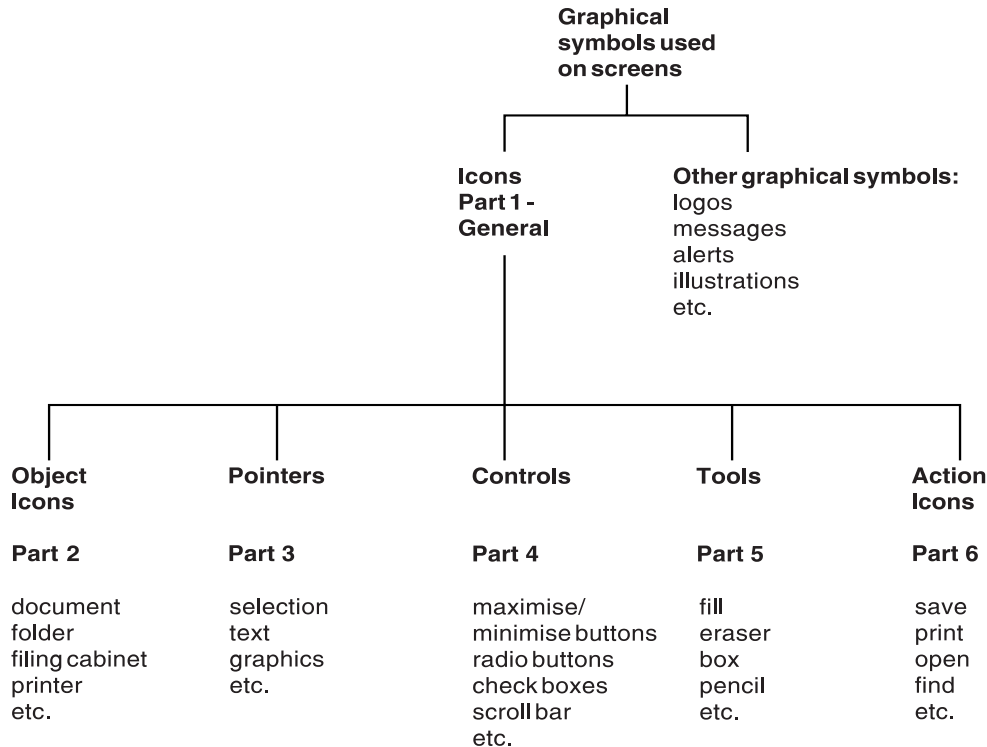 Graphical
symbols used
on screens
Icons
Part 1 -
General
Other graphical symbols:
logos
messages
alerts
illustrations
etc.
Object
Icons
Part 2
document
folder
filing cabinet
printer
etc.
Pointers
Part 3
selection
text
graphics
etc.
Controls
Part 4
maximise/
minimise buttons
radio buttons
check boxes
scroll bar
etc.
Tools
Part 5
fill
eraser
box
pencil
etc.
Action
Icons
Part 6
save
print
open
find
etc.